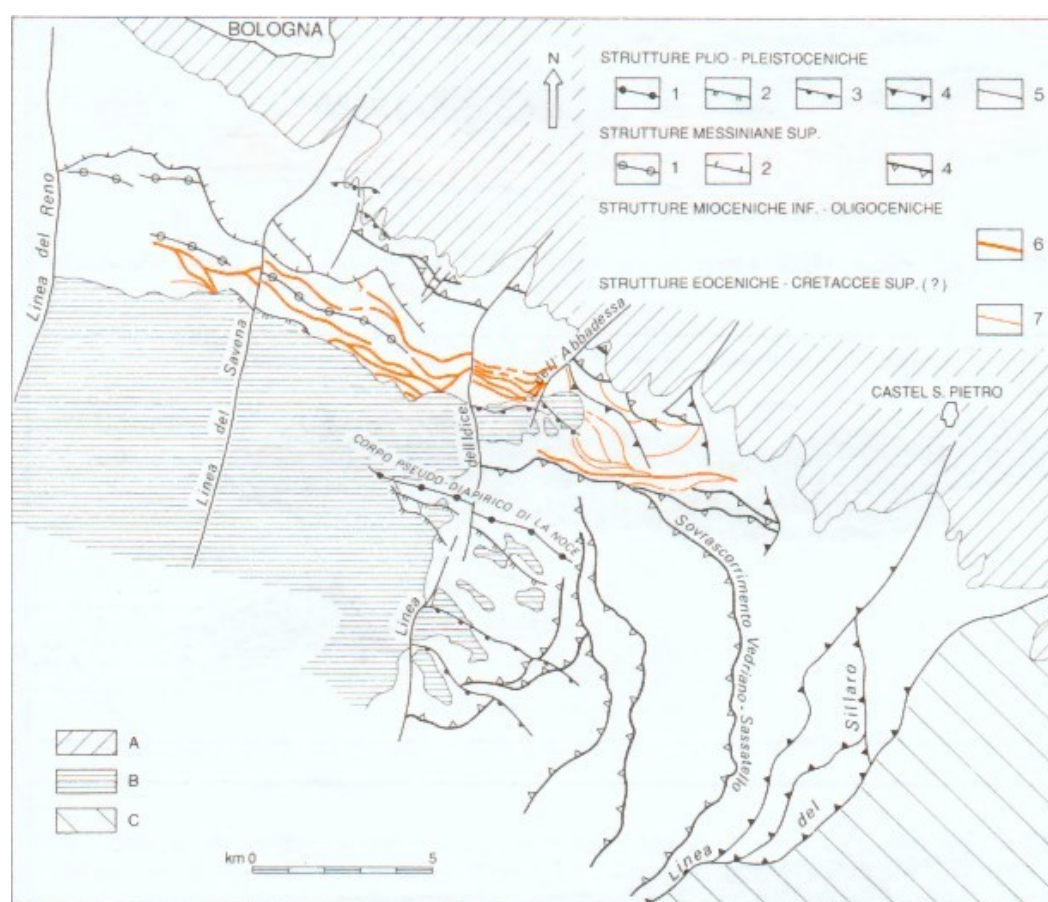 BOLOGNA
N
STRUTTURE PLIO - PLEISTOCENICHE
1 2 3 4 5
STRUTTURE MESSINIANE SUP.
1 2 4
STRUTTURE MIOCENICHE INF. - OLIGOCENICHE
6
STRUTTURE EOCENICHE - CRETACCEE SUP. (?)
7
Linea del Reno
Linea del Savena
Linea dell'Idice
dell'Abbadessa
CASTEL S. PIETRO
CORPO PSEUDO-DIAPIRICO DI LA NOCE
Sovrascorrimento Vedriano-Sassatello
Linea del Sillaro
A
B
C
km 0 5